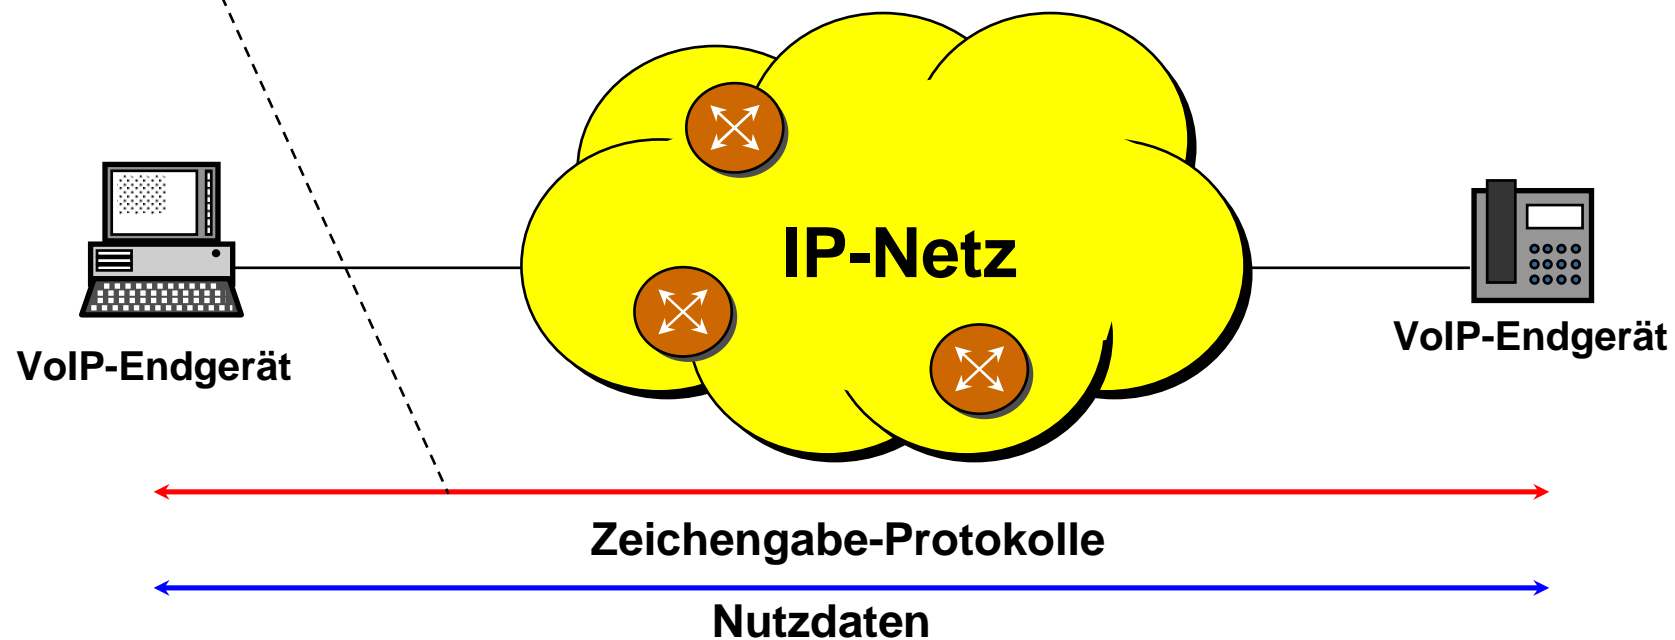 IP-Netz
VoIP-Endgerät
VoIP-Endgerät
Zeichengabe-Protokolle
Nutzdaten